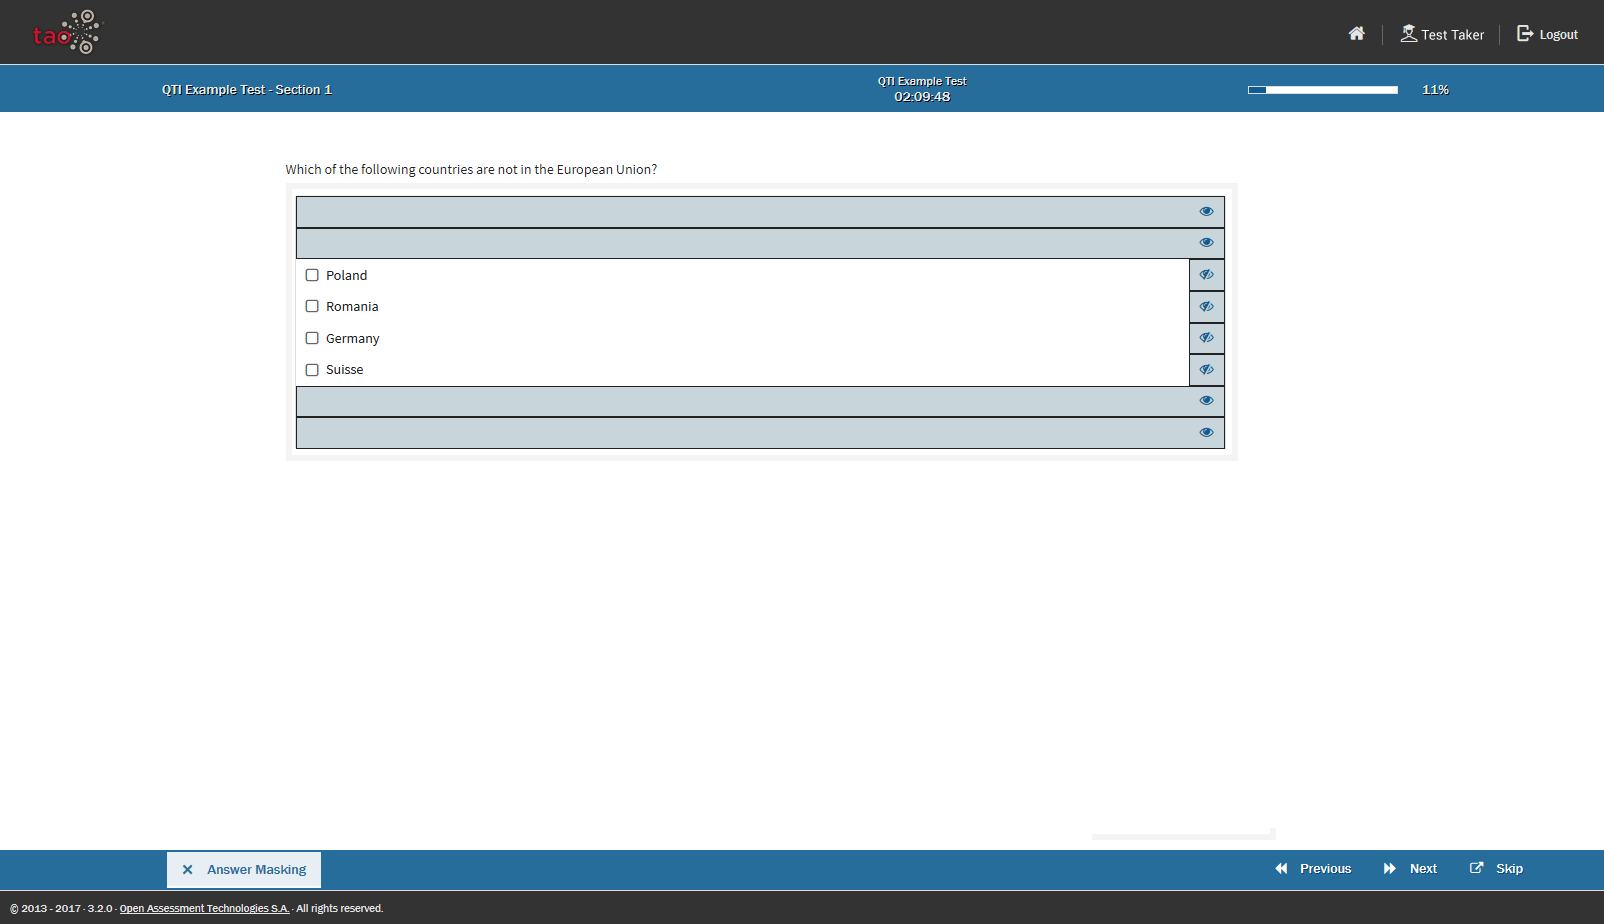 tao
Test Taker
Logout
QTI Example Test - Section 1
QTI Example Test
02:09:48
11%
Which of the following countries are not in the European Union?
Poland
Romania
Germany
Suisse
Answer Masking
Previous
Next
Skip
© 2013 - 2017 · 3.2.0 · Open Assessment Technologies S.A. · All rights reserved.